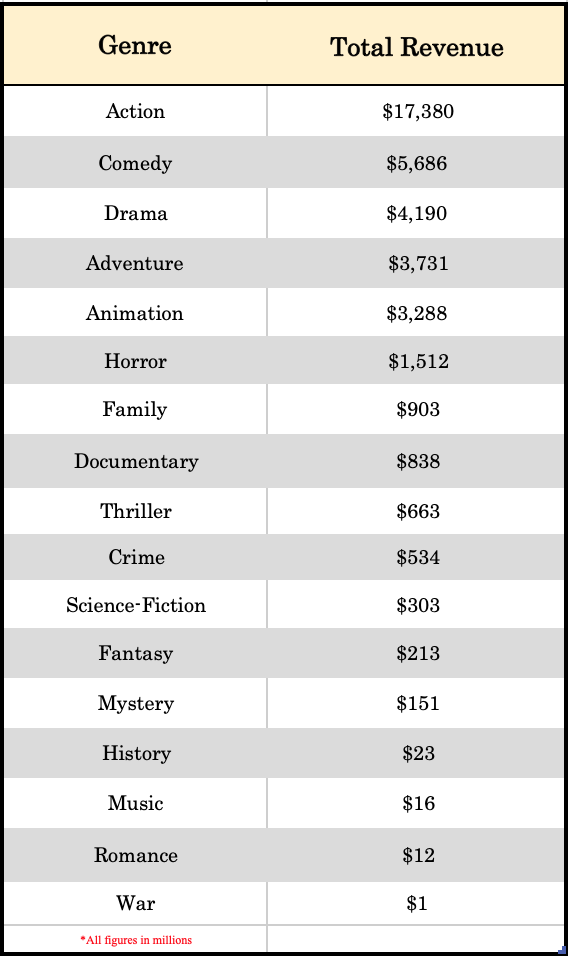 Genre Total Revenue
Action $17,380
Comedy $5,686
Drama $4,190
Adventure $3,731
Animation $3,288
Horror $1,512
Family $903
Documentary $838
Thriller $663
Crime $534
Science-Fiction $303
Fantasy $213
Mystery $151
History $23
Music $16
Romance $12
War $1
*All figures in millions